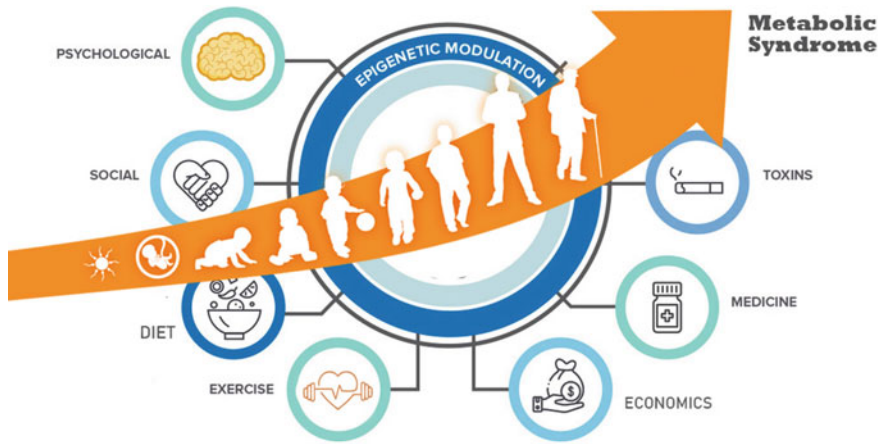 Metabolic
Syndrome
PSYCHOLOGICAL
EPIGENETIC MODULATION
SOCIAL
TOXINS
DIET
MEDICINE
EXERCISE
$
ECONOMICS